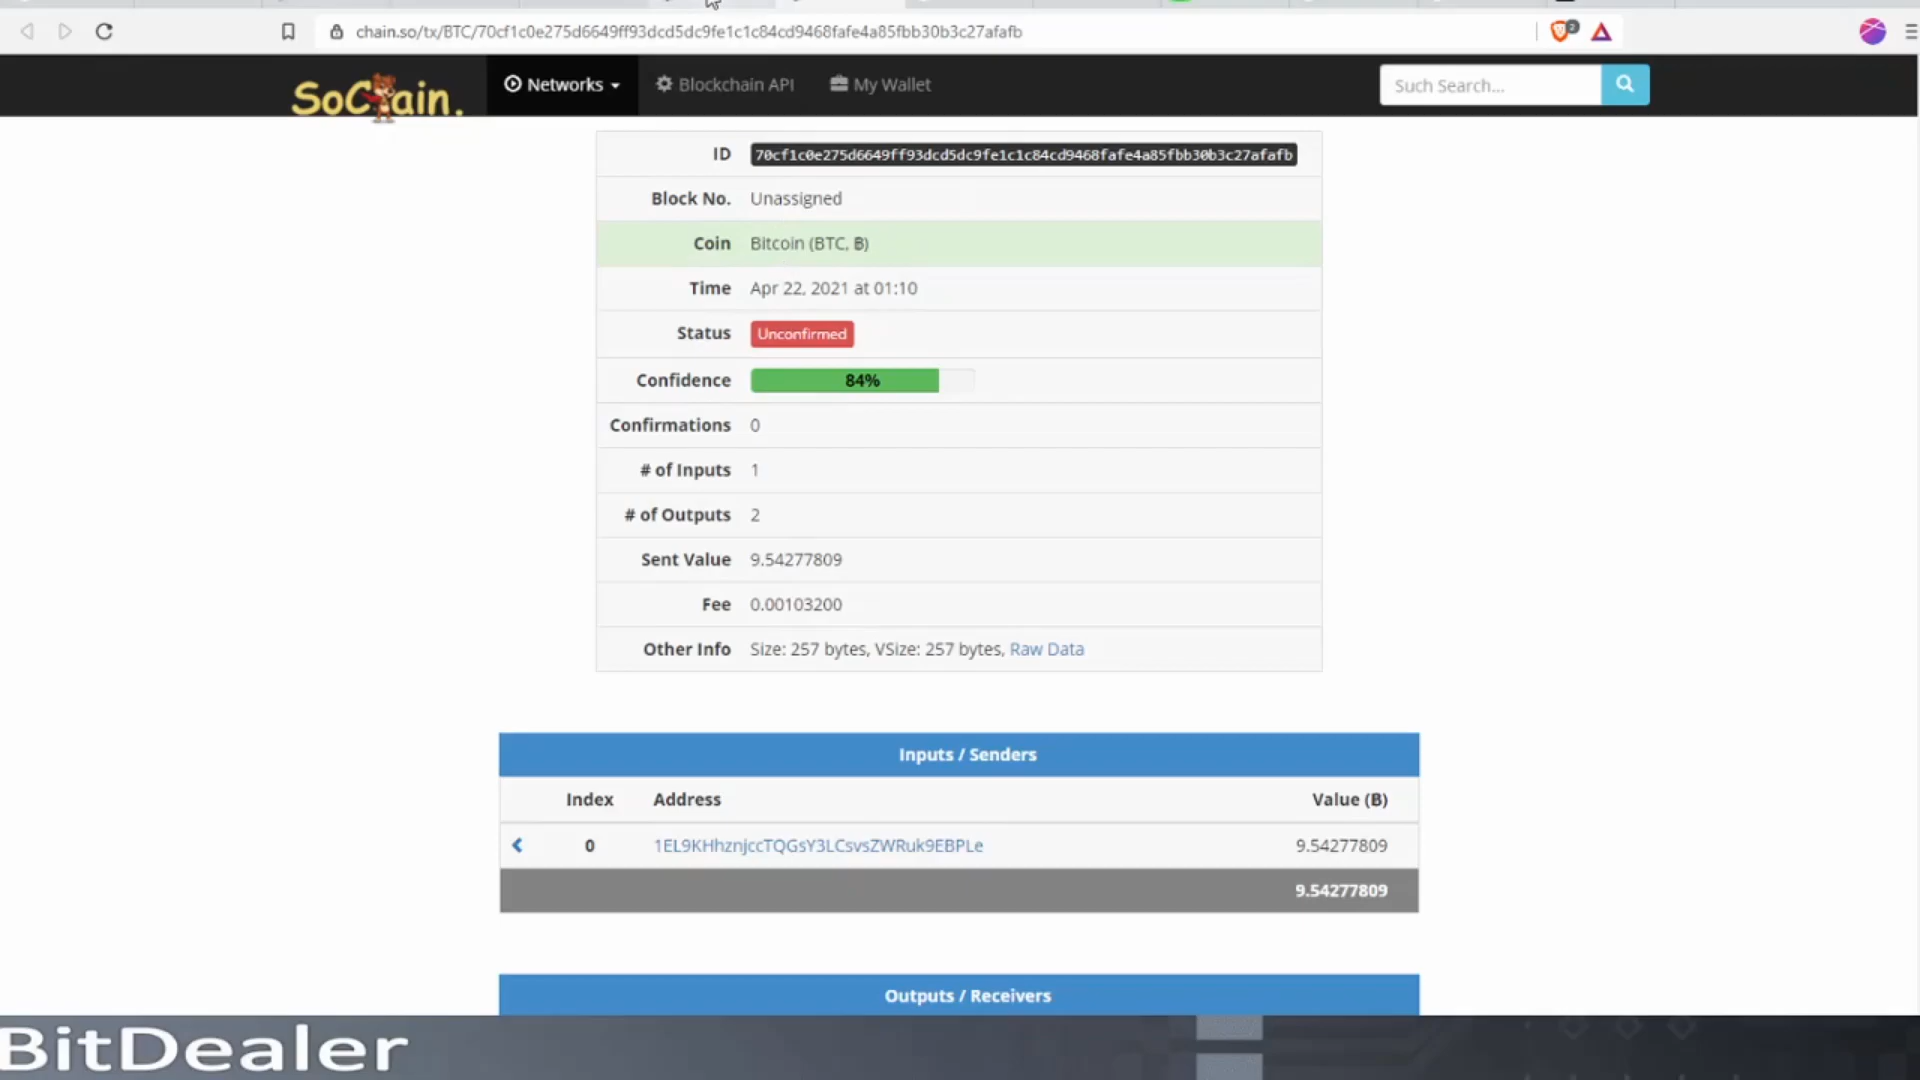 chain.so/tx/BTC/70cf1c0e275d6649ff93dcd5dc9fe1c1c84cd9468fafe4a85fbb30b3c27afafb
2
SoChain.
Networks
Blockchain API
My Wallet
Such Search...
ID 70cf1c0e275d6649ff93dcd5dc9fe1c1c84cd9468fafe4a85fbb30b3c27afafb
Block No. Unassigned
Coin Bitcoin (BTC, Ƀ)
Time Apr 22, 2021 at 01:10
Status Unconfirmed
Confidence 84%
Confirmations 0
# of Inputs 1
# of Outputs 2
Sent Value 9.54277809
Fee 0.00103200
Other Info Size: 257 bytes, VSize: 257 bytes, Raw Data
Inputs / Senders
Index Address Value (Ƀ)
0 1EL9KHhznjccTQGsY3LCsvsZWRuk9EBPLe 9.54277809
9.54277809
Outputs / Receivers
BitDealer